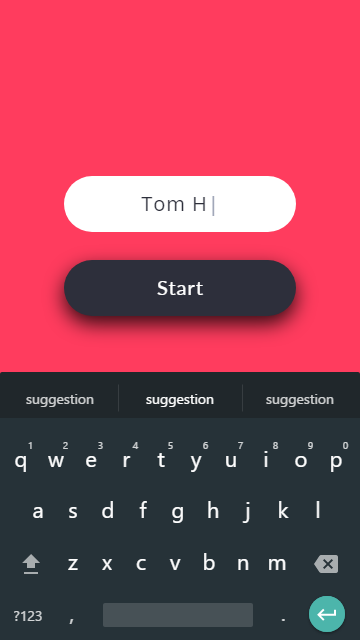 Tom H
Start
suggestion suggestion suggestion
1 2 3 4 5 6 7 8 9 0
q w e r t y u i o p
a s d f g h j k l
z x c v b n m
?123 , .